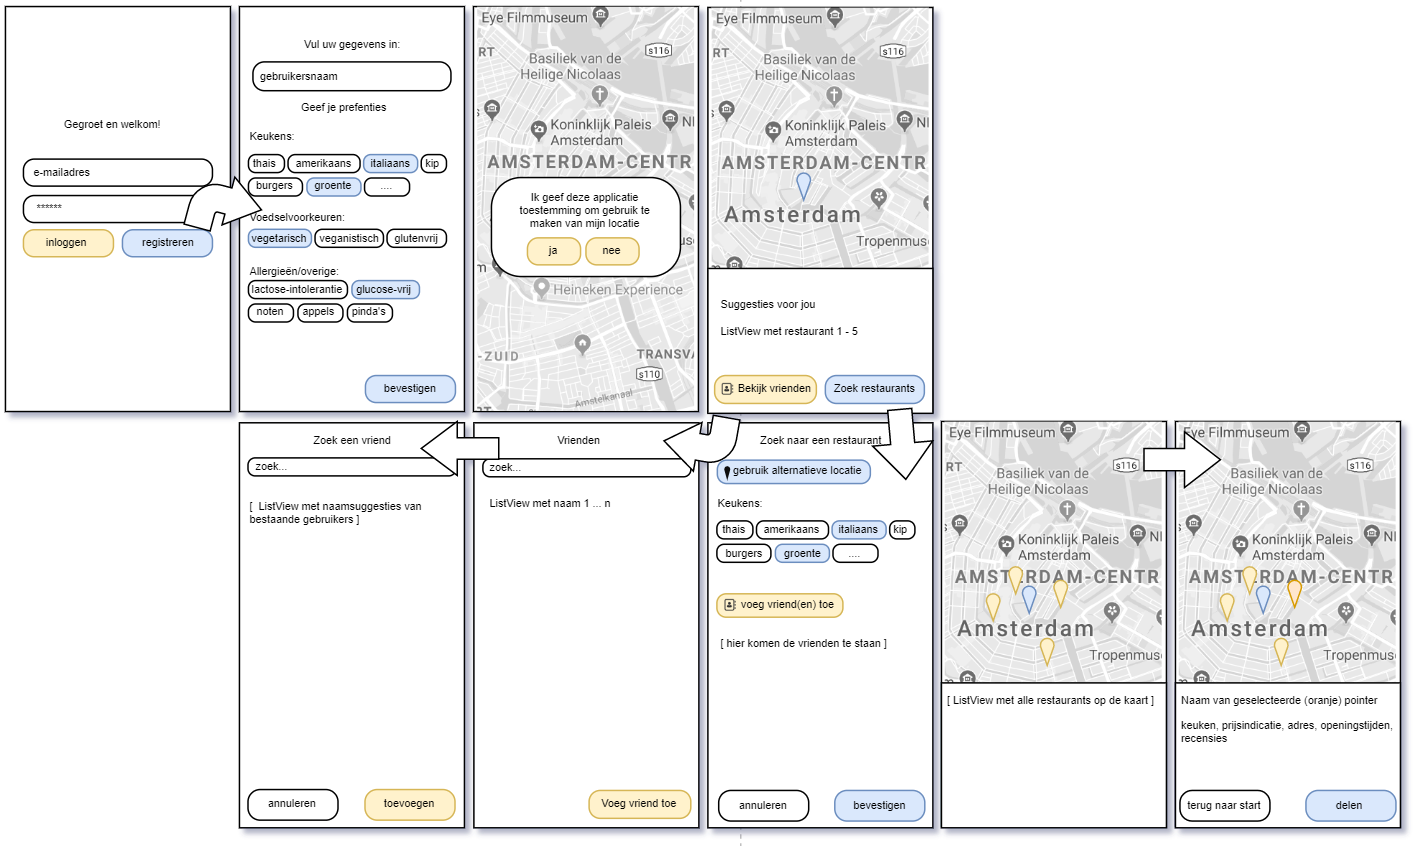 Gegroet en welkom!
e-mailadres
******
inloggen
registreren
Vul uw gegevens in:
gebruikersnaam
Geef je prefenties
Keuken:
thais
amerikaans
italiaans
kip
burgers
groente
....
Voedselvoorkeuren:
vegetarisch
veganistisch
glutenvrij
Allergieën/overige:
lactose-intolerantie
glucose-vrij
noten
appels
pinda's
bevestigen
Eye Filmmuseum
RT
s116
Basiliek van de
Heilige Nicolaas
Koninklijk Paleis
Amsterdam
NI
AMSTERDAM-CENTR
Ik geef deze applicatie
toestemming om gebruik te
maken van mijn locatie
ja
nee
Heineken Experience
-ZUID
TRANSVA
s110
Amstelkanaal
RT
Eye Filmmuseum
RT
s116
Basiliek van de
Heilige Nicolaas
Koninklijk Paleis
Amsterdam
NI
AMSTERDAM-CENTR
Amsterdam
Tropenmus
Suggesties voor jou
ListView met restaurant 1 - 5
Bekijk vrienden
Zoek restaurants
Zoek een vriend
zoek...
[ ListView met naamsuggesties van
bestaande gebruikers ]
annuleren
toevoegen
Vrienden
zoek...
ListView met naam 1 ... n
Voeg vriend toe
Zoek naar een restaurant
gebruik alternatieve locatie
Keukens:
thais
amerikaans
italiaans
kip
burgers
groente
....
voeg vriend(en) toe
[ hier komen de vrienden te staan ]
annuleren
bevestigen
Eye Filmmuseum
RT
s116
Basiliek van de
Heilige Nicolaas
Koninklijk Paleis
Amsterdam
NI
AMSTERDAM-CENTR
Amsterdam
Tropenmus
[ ListView met alle restaurants op de kaart ]
Eye Filmmuseum
s116
Basiliek van de
Heilige Nicolaas
Koninklijk Paleis
Amsterdam
NI
AMSTERDAM-CENTR
Amsterdam
Tropenmus
Naam van geselecteerde (oranje) pointer
keuken, prijsindicatie, adres, openingstijden,
recensies
terug naar start
delen